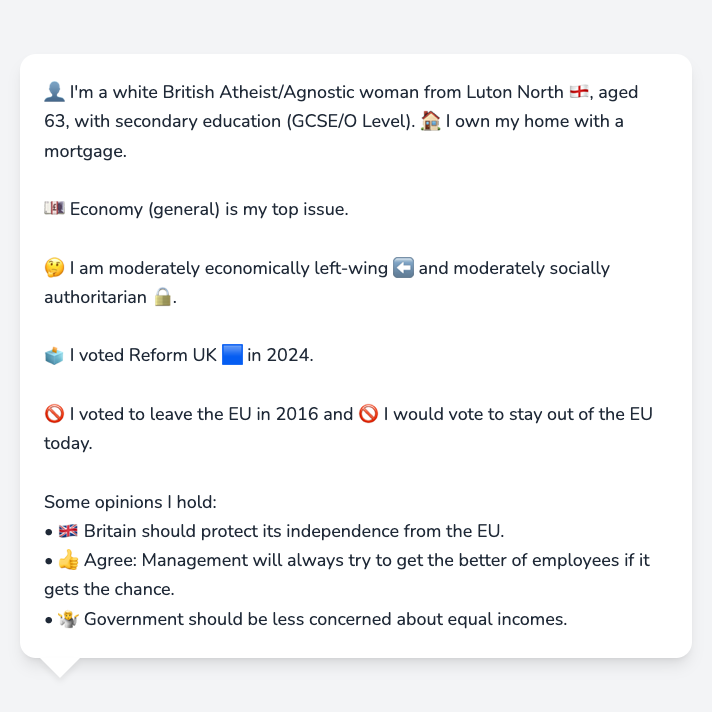 👤 I'm a white British Atheist/Agnostic woman from Luton North 🏴󠁧󠁢󠁥󠁮󠁧󠁿, aged
63, with secondary education (GCSE/O Level). 🏠 I own my home with a
mortgage.
💷 Economy (general) is my top issue.
🤔 I am moderately economically left-wing ⬅️ and moderately socially
authoritarian 🔒.
🗳️ I voted Reform UK 🟦 in 2024.
🚫 I voted to leave the EU in 2016 and 🚫 I would vote to stay out of the EU
today.
Some opinions I hold:
• 🇬🇧 Britain should protect its independence from the EU.
• 👍 Agree: Management will always try to get the better of employees if it
gets the chance.
• 🤷 Government should be less concerned about equal incomes.